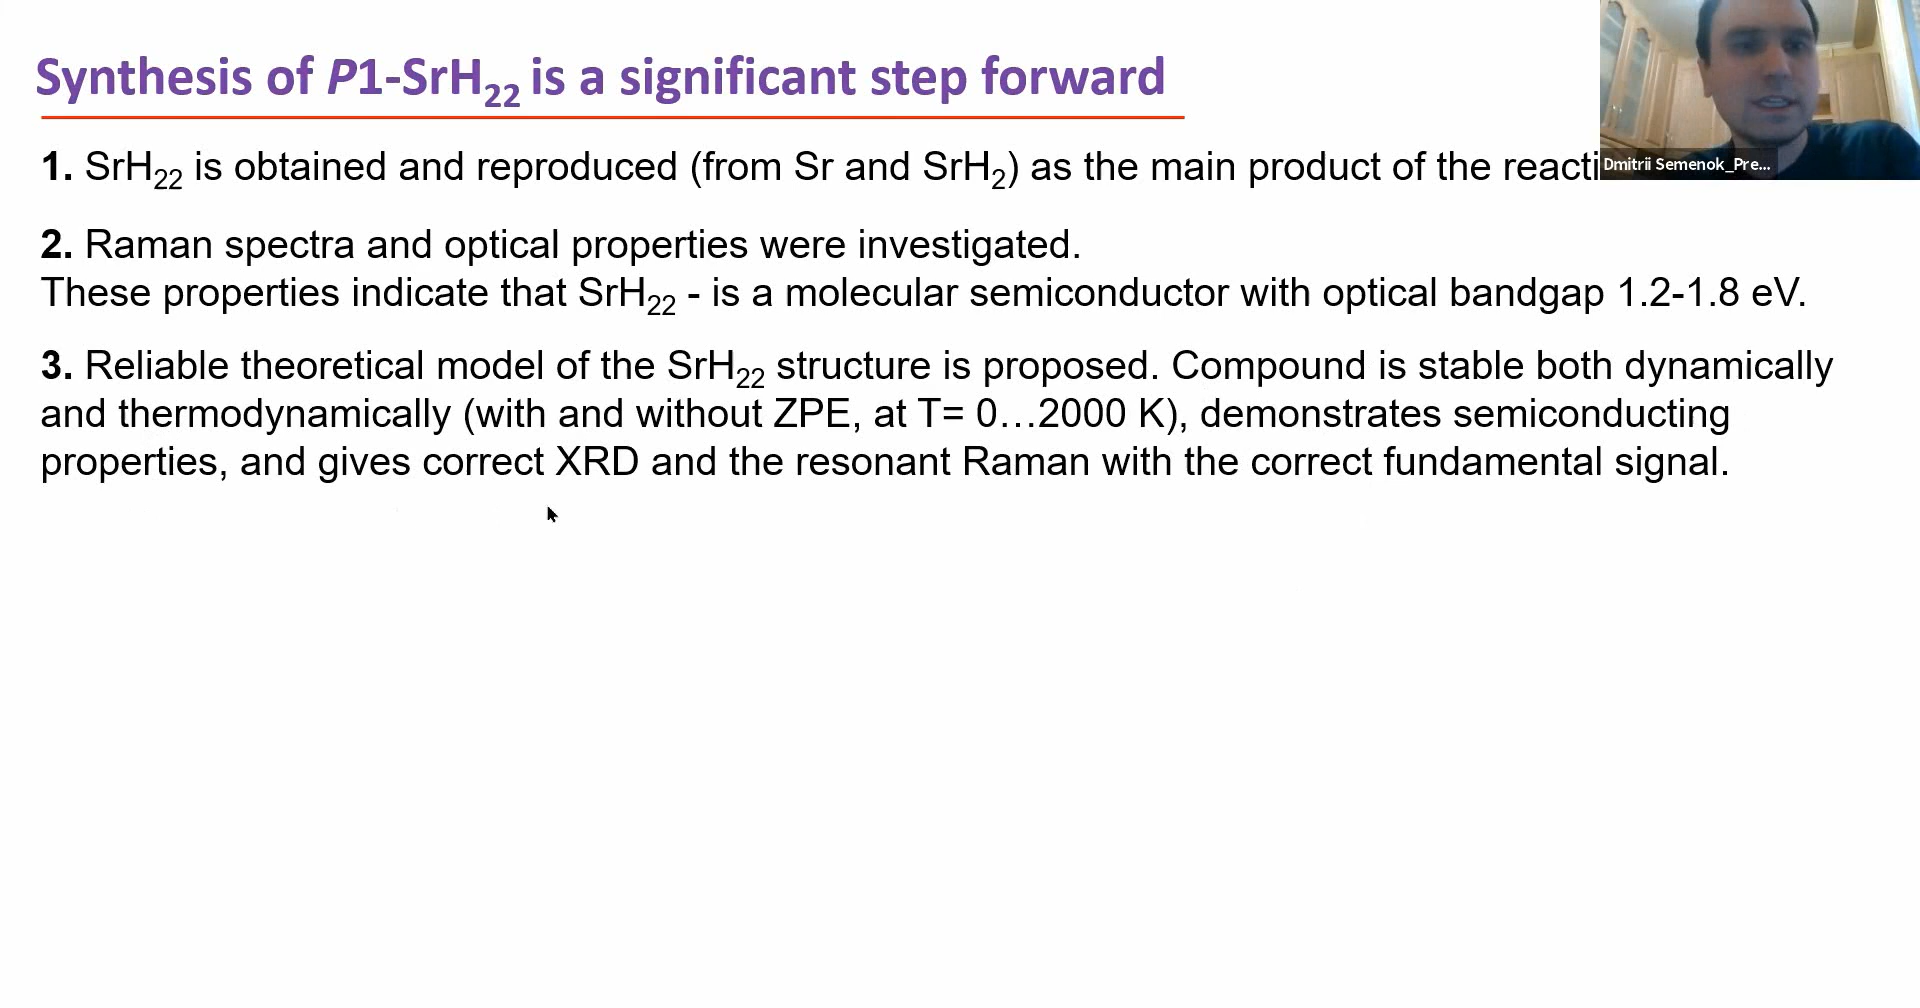 Synthesis of P1-SrH₂₂ is a significant step forward
1. SrH₂₂ is obtained and reproduced (from Sr and SrH₂) as the main product of the reacti
Dmitrii Semenok_Pre...
2. Raman spectra and optical properties were investigated.
These properties indicate that SrH₂₂ - is a molecular semiconductor with optical bandgap 1.2-1.8 eV.
3. Reliable theoretical model of the SrH₂₂ structure is proposed. Compound is stable both dynamically
and thermodynamically (with and without ZPE, at T= 0…2000 K), demonstrates semiconducting
properties, and gives correct XRD and the resonant Raman with the correct fundamental signal.